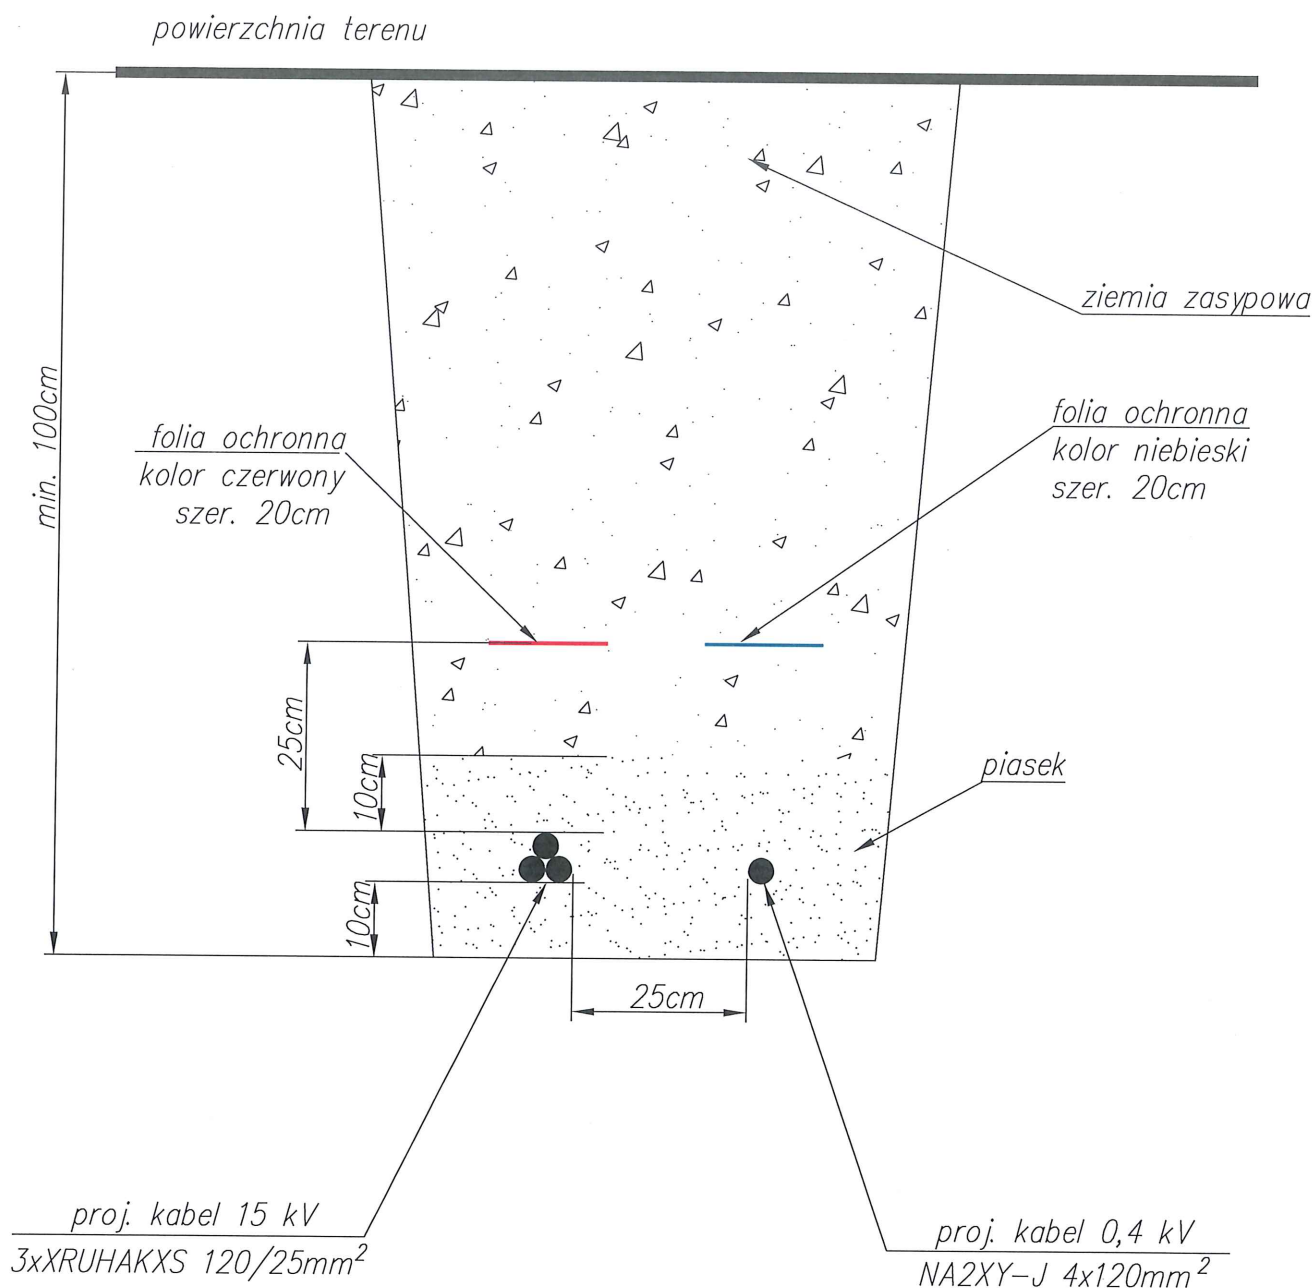 powierzchnia terenu
ziemia zasypowa
min. 100cm
folia ochronna
kolor czerwony
szer. 20cm
folia ochronna
kolor niebieski
szer. 20cm
25cm
10cm
piasek
10cm
25cm
proj. kabel 15 kV
3xXRUHAKXS 120/25mm²
proj. kabel 0,4 kV
NA2XY-J 4x120mm²